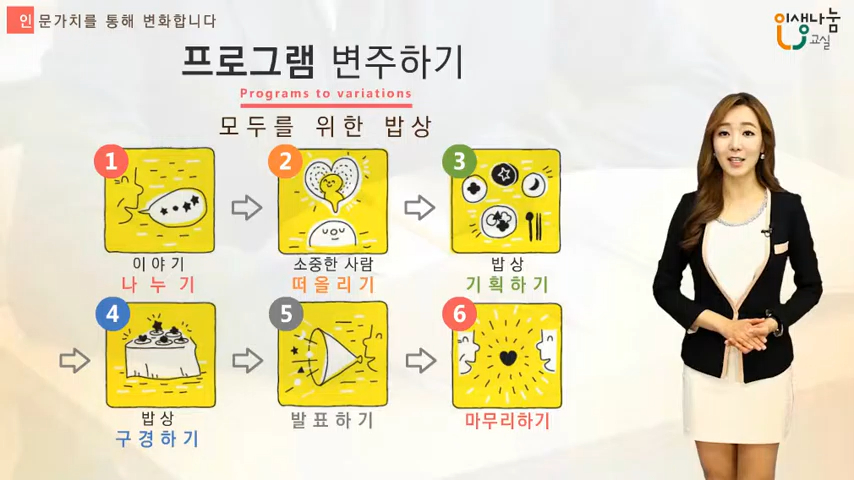 인문가치를 통해 변화합니다
인생나눔
교실
프로그램 변주하기
Programs to variations
모두를 위한 밥상
1
2
3
이야기
나누기
소중한 사람
떠올리기
밥상
기획하기
4
5
6
밥상
구경하기
발표하기
마무리하기